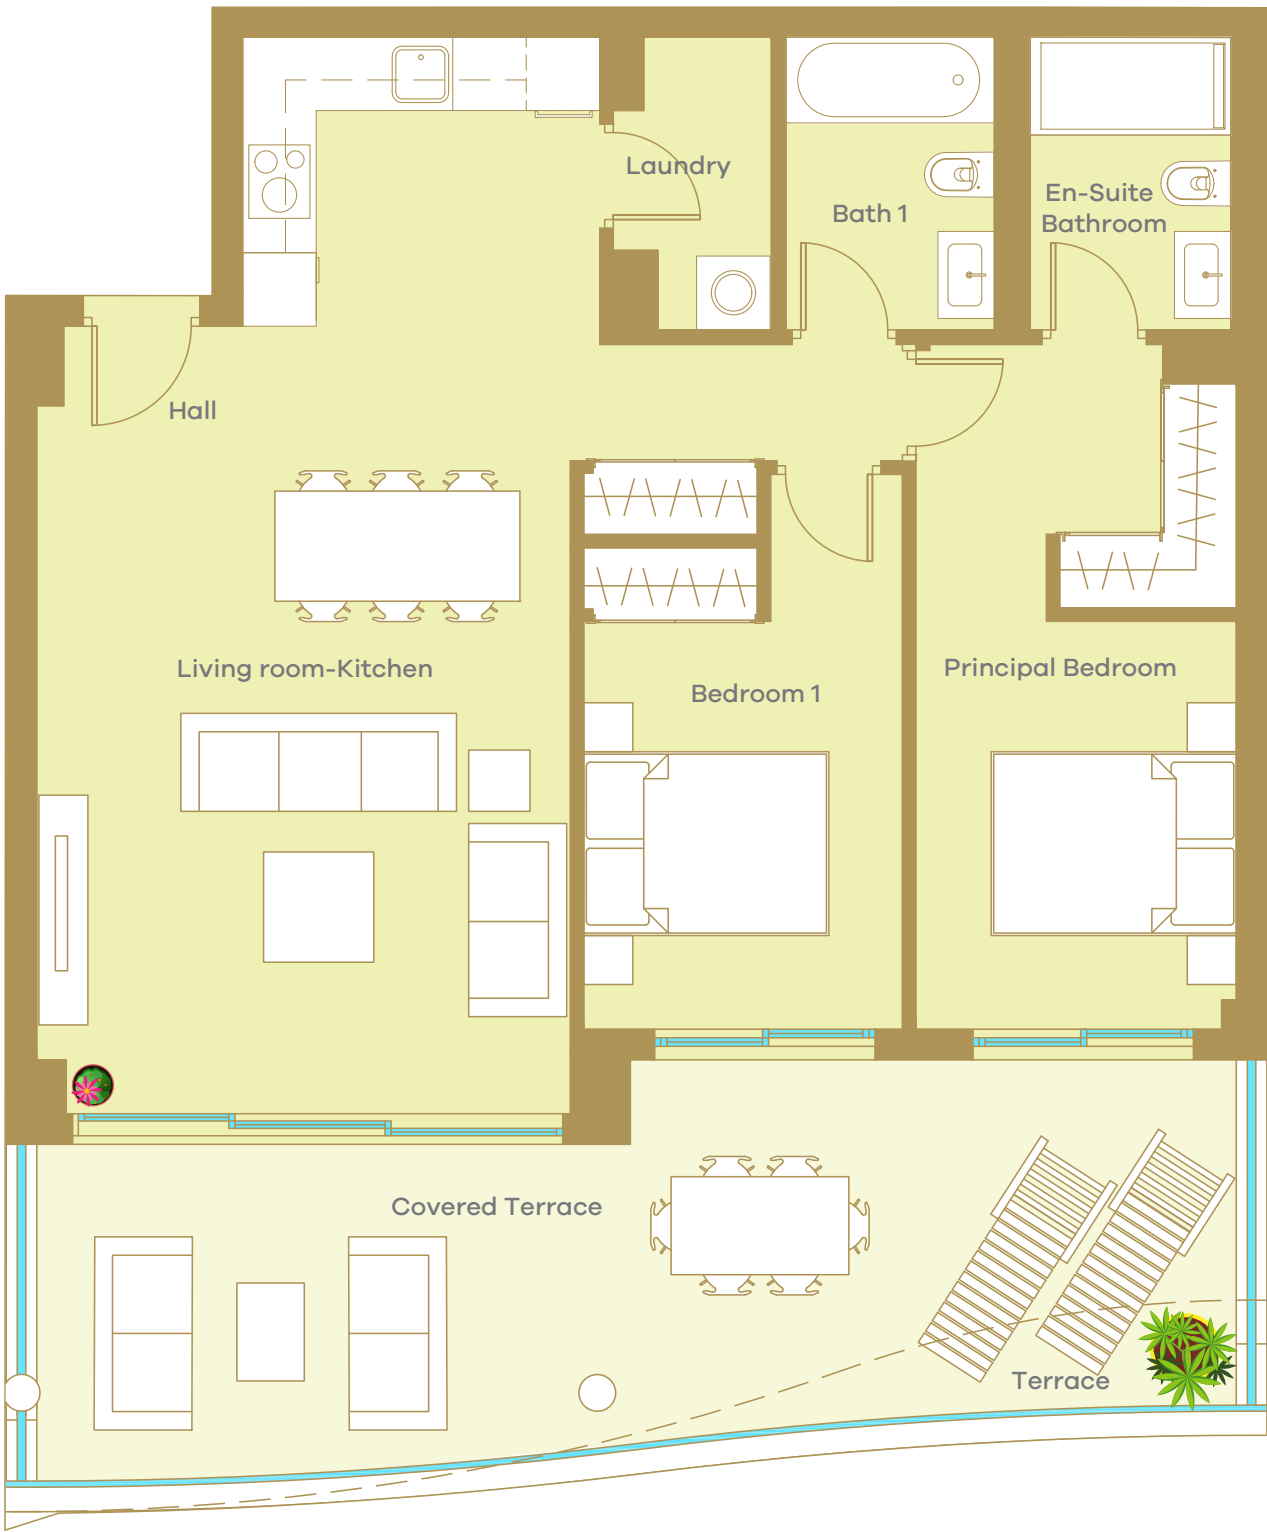 Laundry
Bath 1
En-Suite
Bathroom
Hall
Living room-Kitchen
Bedroom 1
Principal Bedroom
Covered Terrace
Terrace